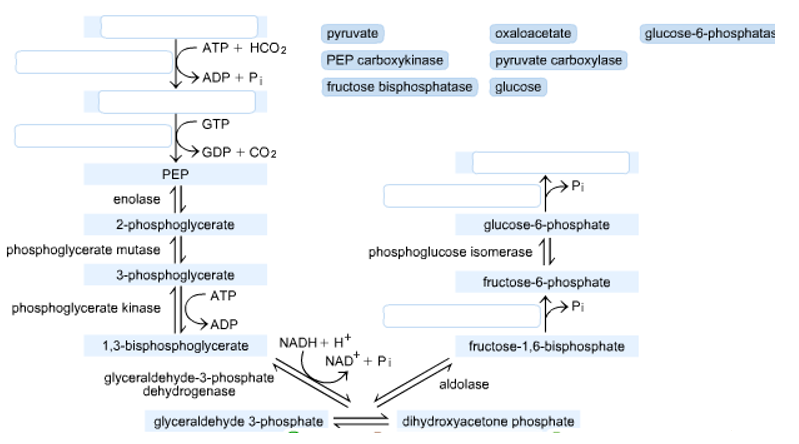 pyruvate
oxaloacetate
glucose-6-phosphatas
PEP carboxykinase
pyruvate carboxylase
fructose bisphosphatase
glucose
ATP + HCO2
ADP + Pi
GTP
GDP + CO2
PEP
enolase
2-phosphoglycerate
phosphoglycerate mutase
3-phosphoglycerate
phosphoglycerate kinase
ATP
ADP
1,3-bisphosphoglycerate
NADH + H+
NAD+ + Pi
glyceraldehyde-3-phosphate
dehydrogenase
glyceraldehyde 3-phosphate
dihydroxyacetone phosphate
aldolase
fructose-1,6-bisphosphate
Pi
fructose-6-phosphate
phosphoglucose isomerase
glucose-6-phosphate
Pi